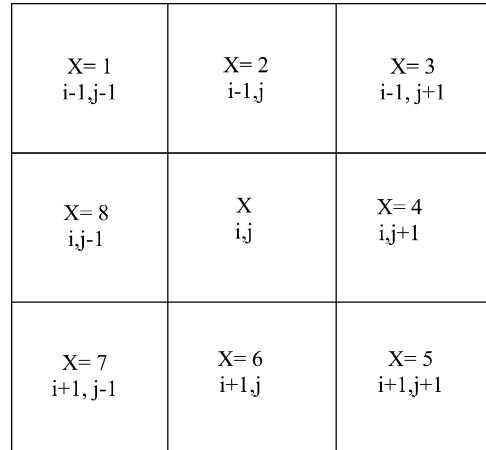 X= 1
i-1,j-1
X= 2
i-1,j
X= 3
i-1, j+1
X= 8
i,j-1
X
i,j
X= 4
i,j+1
X= 7
i+1, j-1
X= 6
i+1,j
X= 5
i+1,j+1